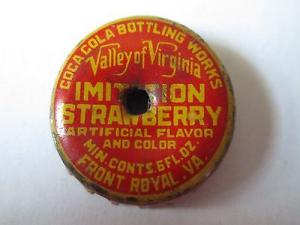 COCA COLA BOTTLING WORKS
Valley of Virginia
IMITATION
STRAWBERRY
ARTIFICIAL FLAVOR
AND COLOR
MIN. CONTS. 6 FL. OZ.
FRONT ROYAL, VA.